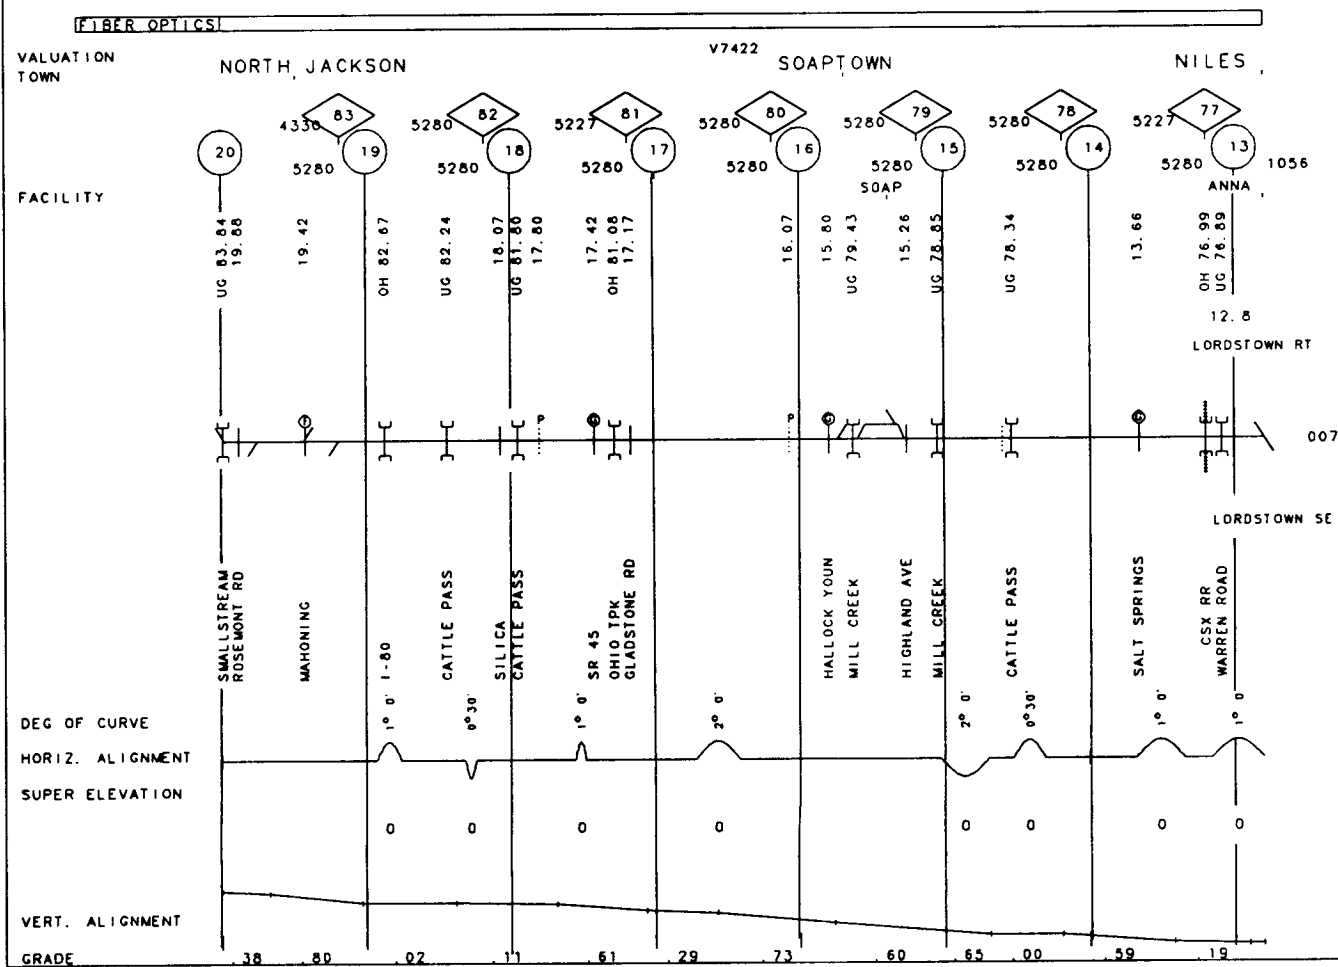 FIBER OPTICS
VALUATION V7422
TOWN NORTH JACKSON SOAPTOWN NILES
83 82 81 80 79 78 77
4330 5280 5227 5280 5280 5280 5227
20 19 18 17 16 15 14 13
5280 5280 5280 5280 5280 5280 5280 1056
FACILITY SOAP ANNA
UG 83.84
19.88
19.42
OH 82.67
UG 82.24
18.07
UG 81.80
17.80
17.42
OH 81.08
17.17
16.07
15.80
UG 79.43
15.26
UG 78.85
UG 78.34
13.66
OH 76.99
UG 76.89
12.8
LORDSTOWN RT
P P
007
LORDSTOWN SE
SMALLSTREAM
ROSEMONT RD
MAHONING
I-80
CATTLE PASS
SILICA
CATTLE PASS
SR 45
OHIO TPK
GLADSTONE RD
HALLOCK YOUN
MILL CREEK
HIGHLAND AVE
MILL CREEK
CATTLE PASS
SALT SPRINGS
CSX RR
WARREN ROAD
DEG OF CURVE 1° 0' 0°30' 1° 0' 2° 0' 2° 0' 0°30' 1° 0' 1° 0'
HORIZ. ALIGNMENT
SUPER ELEVATION
0 0 0 0 0 0 0 0
VERT. ALIGNMENT
GRADE .38 .80 .02 .11 .61 .29 .73 .60 .65 .00 .59 .19